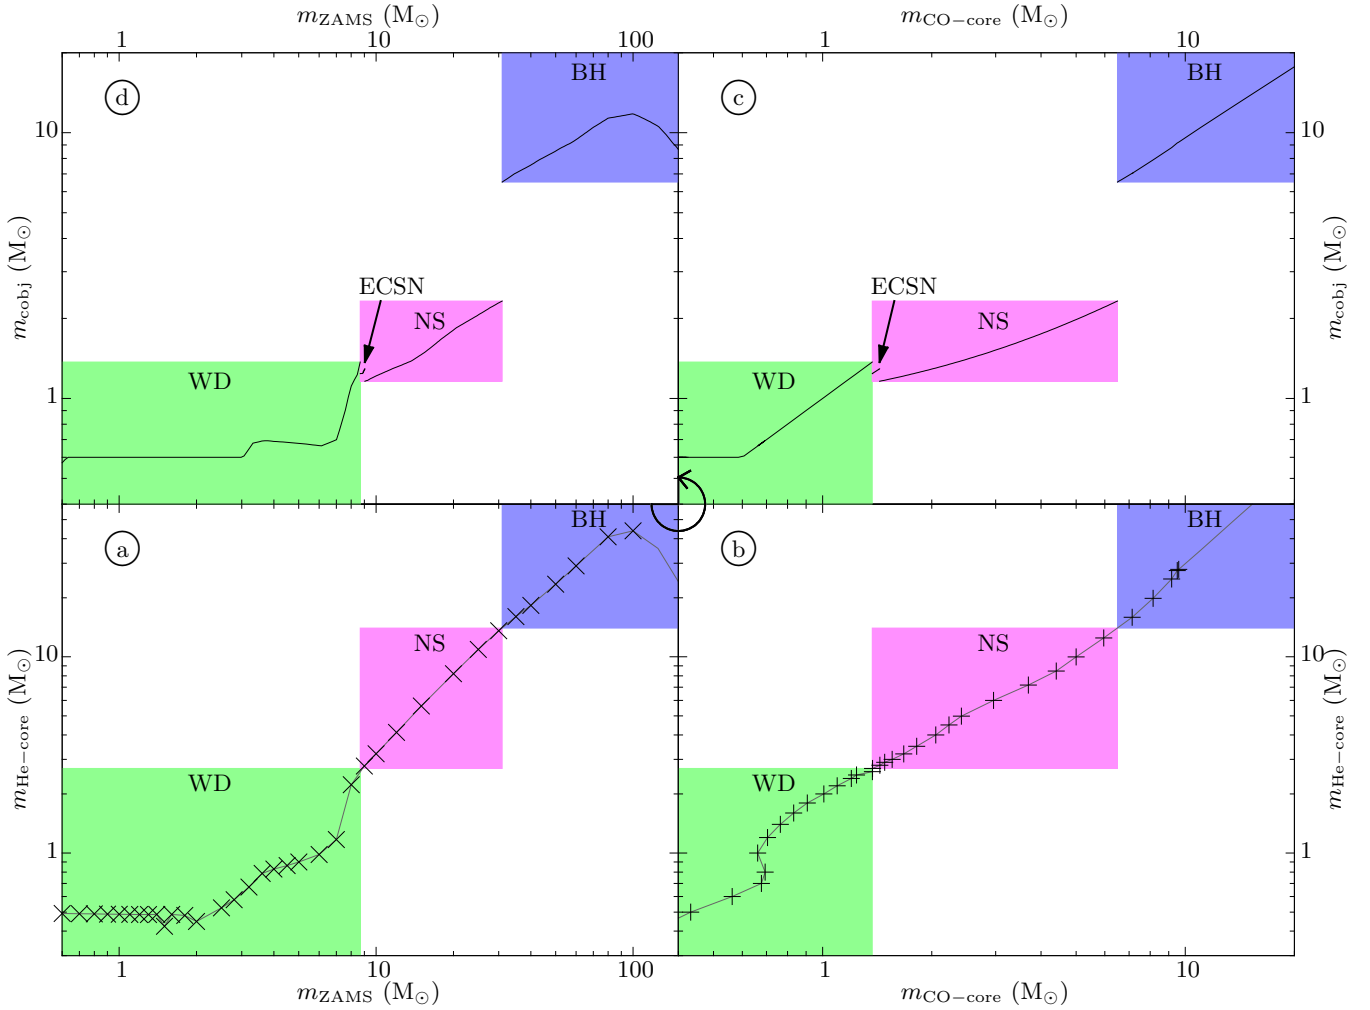 m_ZAMS (M⊙) m_CO−core (M⊙)
1 10 100 1 10
d BH c BH
10 10
m_cobj (M⊙) m_cobj (M⊙)
ECSN ECSN
NS NS
WD WD
1 1
a BH b BH
NS NS
10 10
m_He−core (M⊙) m_He−core (M⊙)
WD WD
1 1
1 10 100 1 10
m_ZAMS (M⊙) m_CO−core (M⊙)